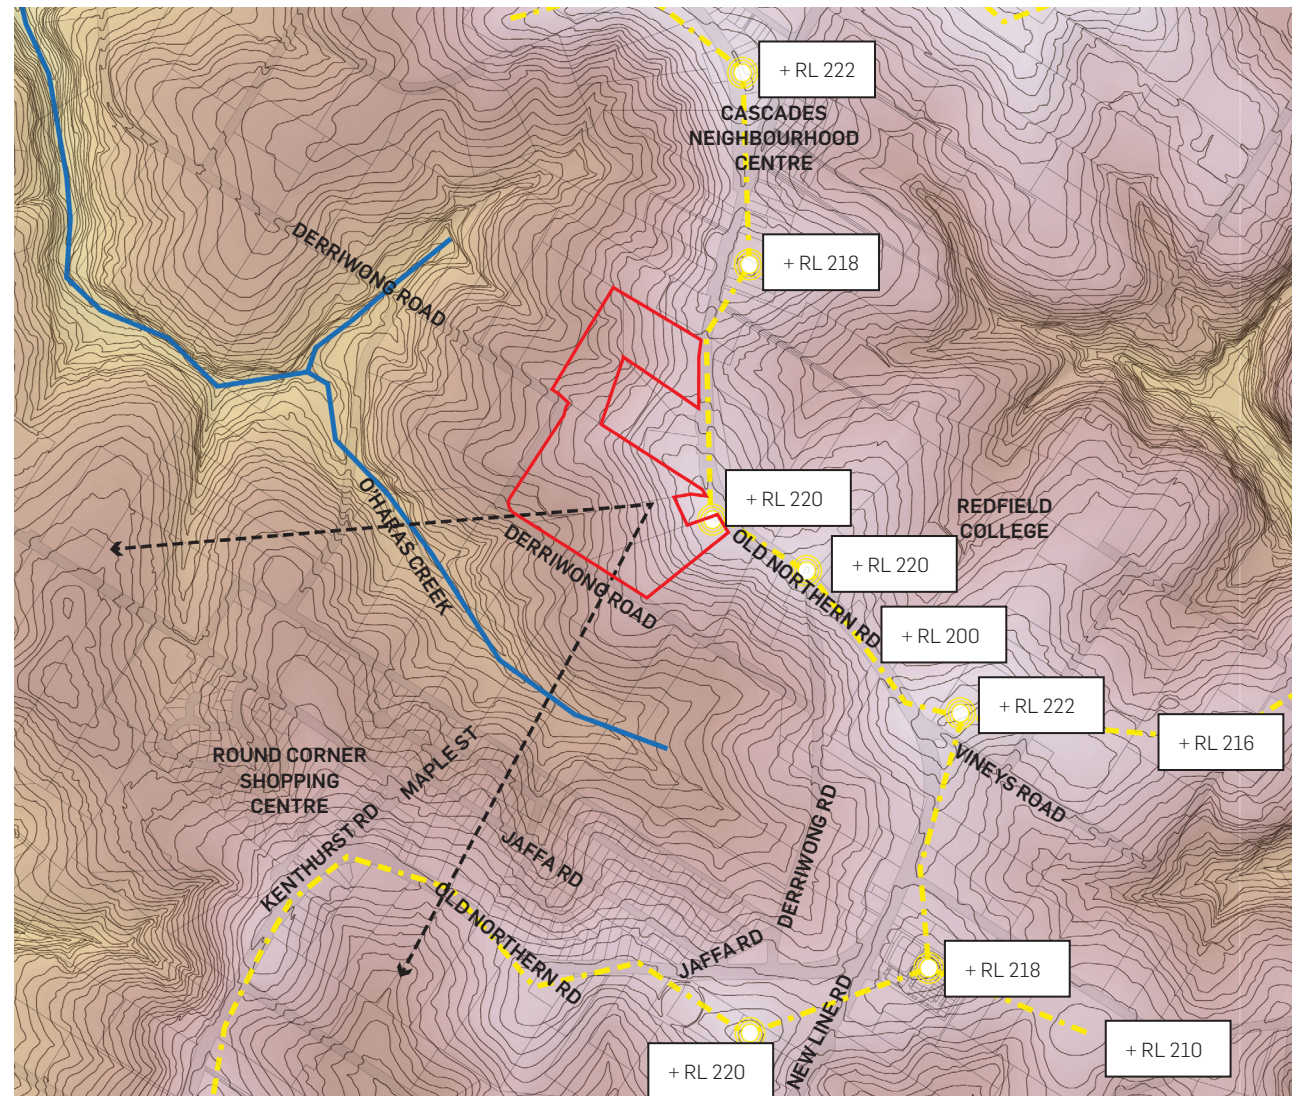 + RL 222
CASCADES
NEIGHBOURHOOD
CENTRE
DERRIWONG ROAD
+ RL 218
+ RL 220
REDFIELD
COLLEGE
O'HARAS CREEK
DERRIWONG ROAD
OLD NORTHERN RD
+ RL 220
+ RL 200
+ RL 222
+ RL 216
ROUND CORNER
SHOPPING
CENTRE
MAPLE ST
VINEYS ROAD
KENTHURST RD
JAFFA RD
DERRIWONG RD
OLD NORTHERN RD
JAFFA RD
+ RL 218
NEW LINE RD
+ RL 210
+ RL 220